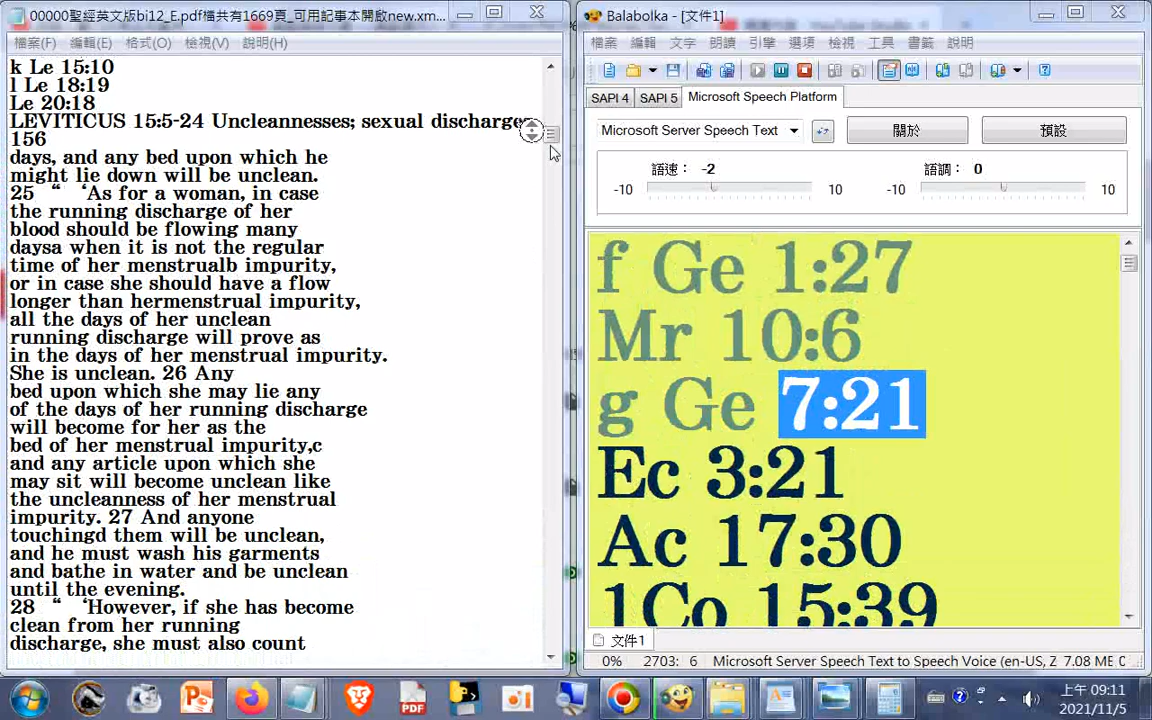 00000聖經英文版bi12_E.pdf檔共有1669頁_可用記事本開啟new.xm...
檔案(F) 編輯(E) 格式(O) 檢視(V) 說明(H)
k Le 15:10
l Le 18:19
Le 20:18
LEVITICUS 15:5-24 Uncleannesses; sexual discharges
156
days, and any bed upon which he
might lie down will be unclean.
25 “ ‘As for a woman, in case
the running discharge of her
blood should be flowing many
daysa when it is not the regular
time of her menstrualb impurity,
or in case she should have a flow
longer than hermenstrual impurity,
all the days of her unclean
running discharge will prove as
in the days of her menstrual impurity.
She is unclean. 26 Any
bed upon which she may lie any
of the days of her running discharge
will become for her as the
bed of her menstrual impurity,c
and any article upon which she
may sit will become unclean like
the uncleanness of her menstrual
impurity. 27 And anyone
touchingd them will be unclean,
and he must wash his garments
and bathe in water and be unclean
until the evening.
28 “ ‘However, if she has become
clean from her running
discharge, she must also count
Balabolka - [文件1]
檔案 編輯 文字 朗讀 引擎 選項 檢視 工具 書籤 說明
SAPI 4 SAPI 5 Microsoft Speech Platform
Microsoft Server Speech Text 關於 預設
語速: -2 語調: 0
-10 10 -10 10
f Ge 1:27
Mr 10:6
g Ge 7:21
Ec 3:21
Ac 17:30
1Co 15:39
文件1
0% 2703: 6 Microsoft Server Speech Text to Speech Voice (en-US, Z 7.08 ME
PDF
上午 09:11
2021/11/5